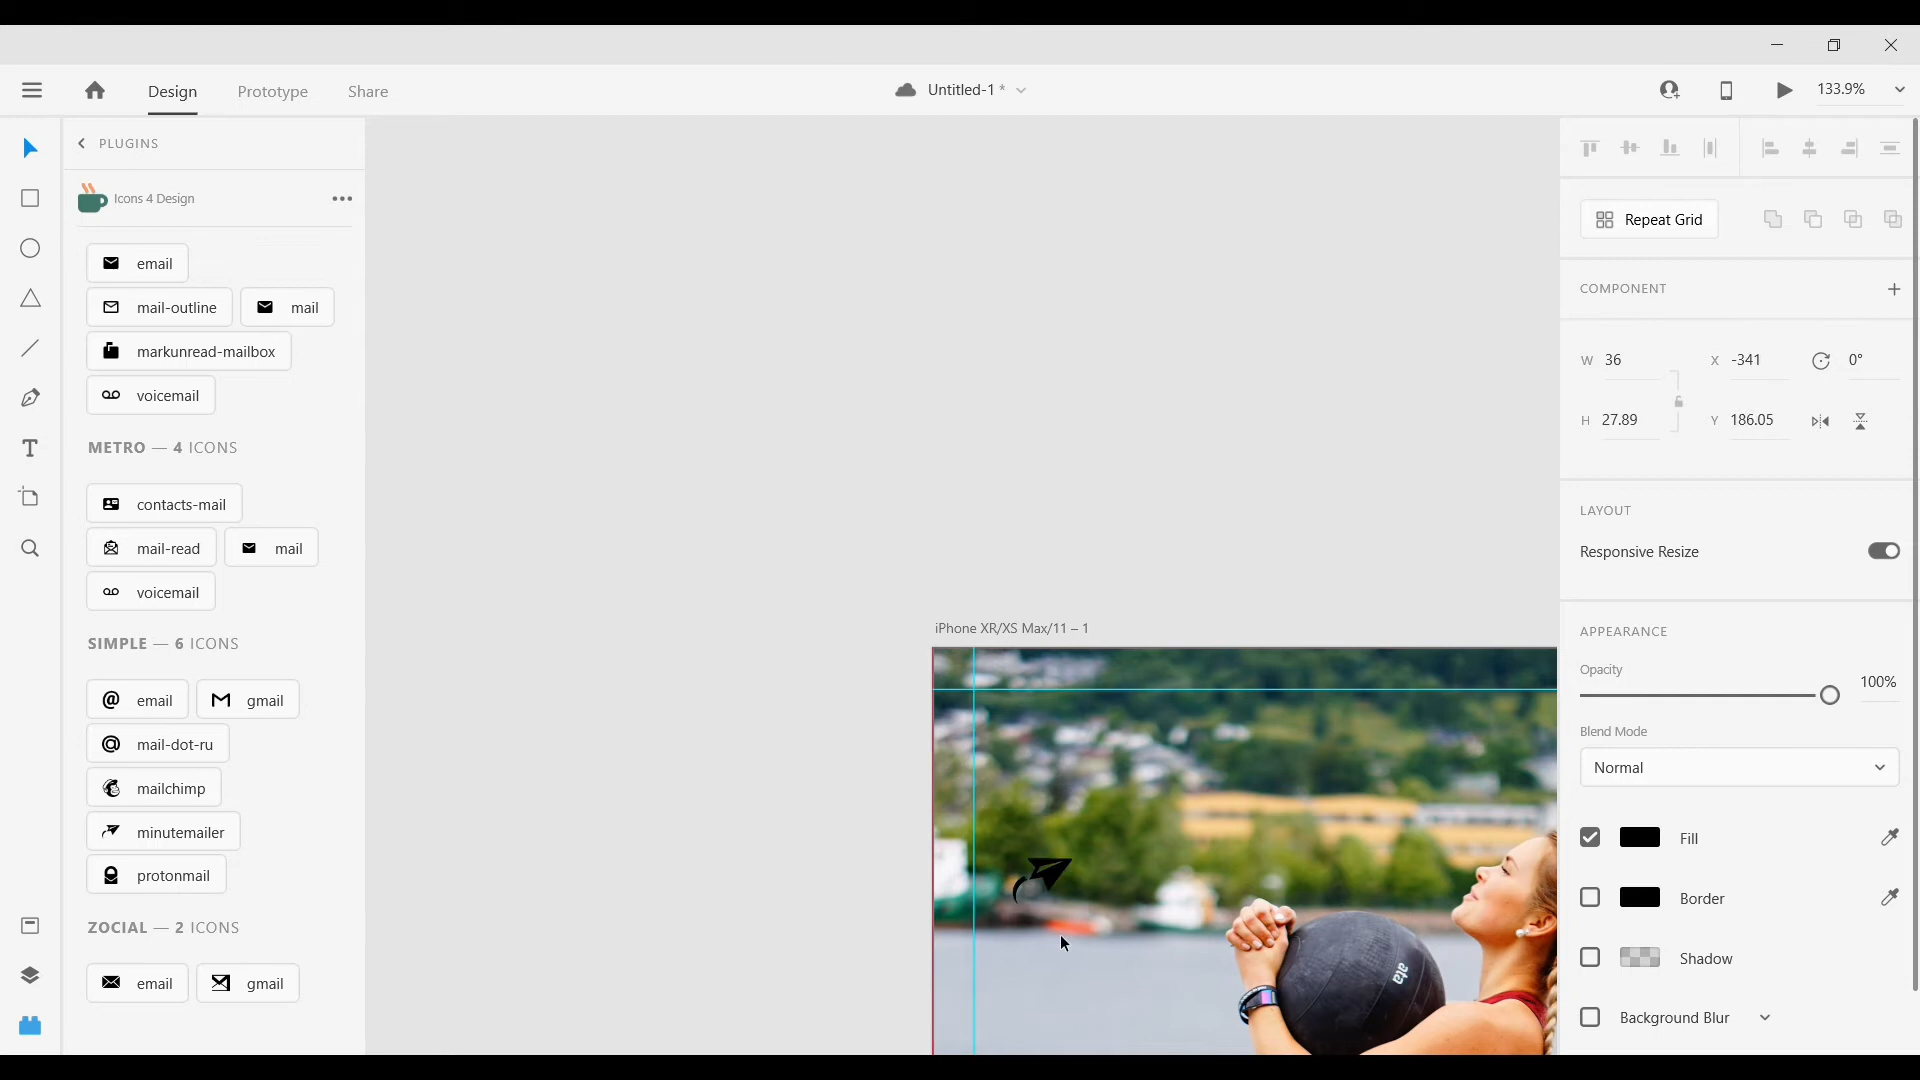 Design Prototype Share
Untitled-1 *
133.9%
PLUGINS
Icons 4 Design
email
mail-outline mail
markunread-mailbox
voicemail
METRO — 4 ICONS
contacts-mail
mail-read mail
voicemail
SIMPLE — 6 ICONS
email gmail
mail-dot-ru
mailchimp
minutemailer
protonmail
ZOCIAL — 2 ICONS
email gmail
iPhone XR/XS Max/11 – 1
ata
Repeat Grid
COMPONENT
W 36 X -341 0°
H 27.89 Y 186.05
LAYOUT
Responsive Resize
APPEARANCE
Opacity
100%
Blend Mode
Normal
Fill
Border
Shadow
Background Blur